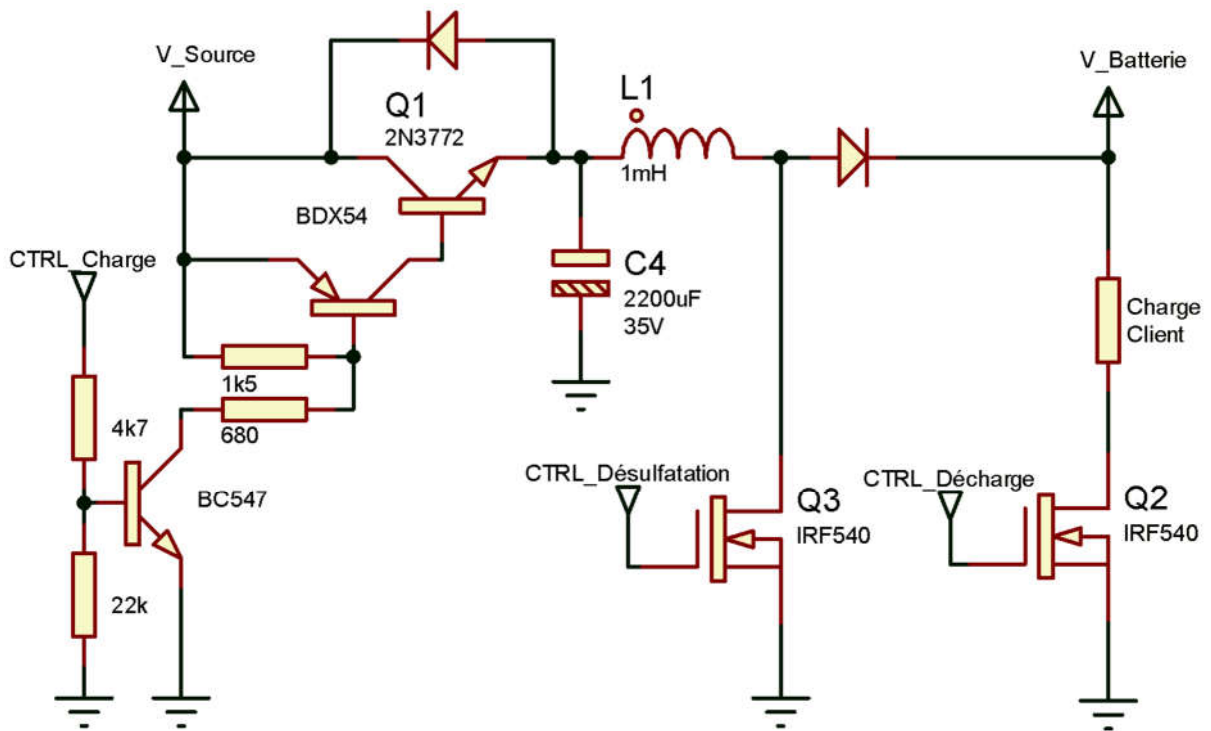 V_Source
Q1
2N3772
L1
1mH
V_Batterie
BDX54
CTRL_Charge
C4
2200uF
35V
Charge
Client
1k5
680
4k7
BC547
22k
CTRL_Désulfatation
Q3
IRF540
CTRL_Décharge
Q2
IRF540